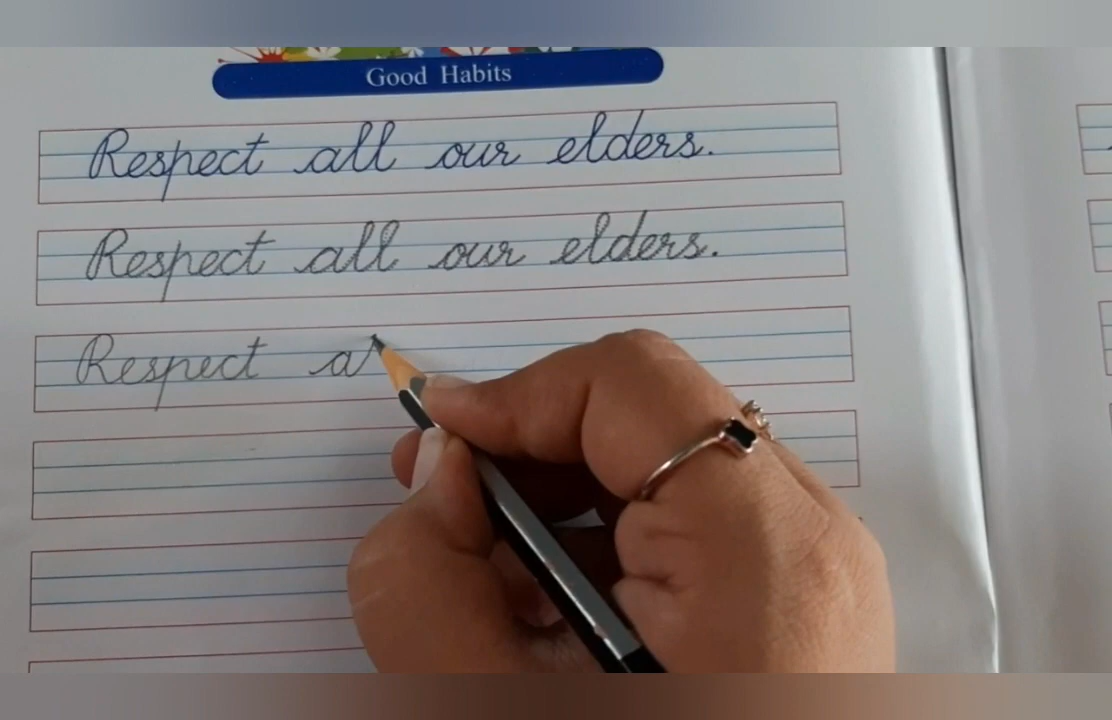 Good Habits
Respect all our elders.
Respect all our elders.
Respect a